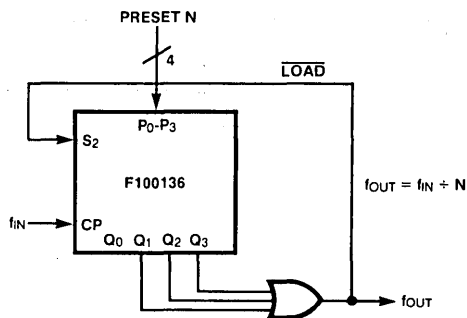 PRESET N
4
LOAD
P0-P3
S2
F100136
fOUT = fIN ÷ N
fIN
CP
Q0 Q1 Q2 Q3
fOUT